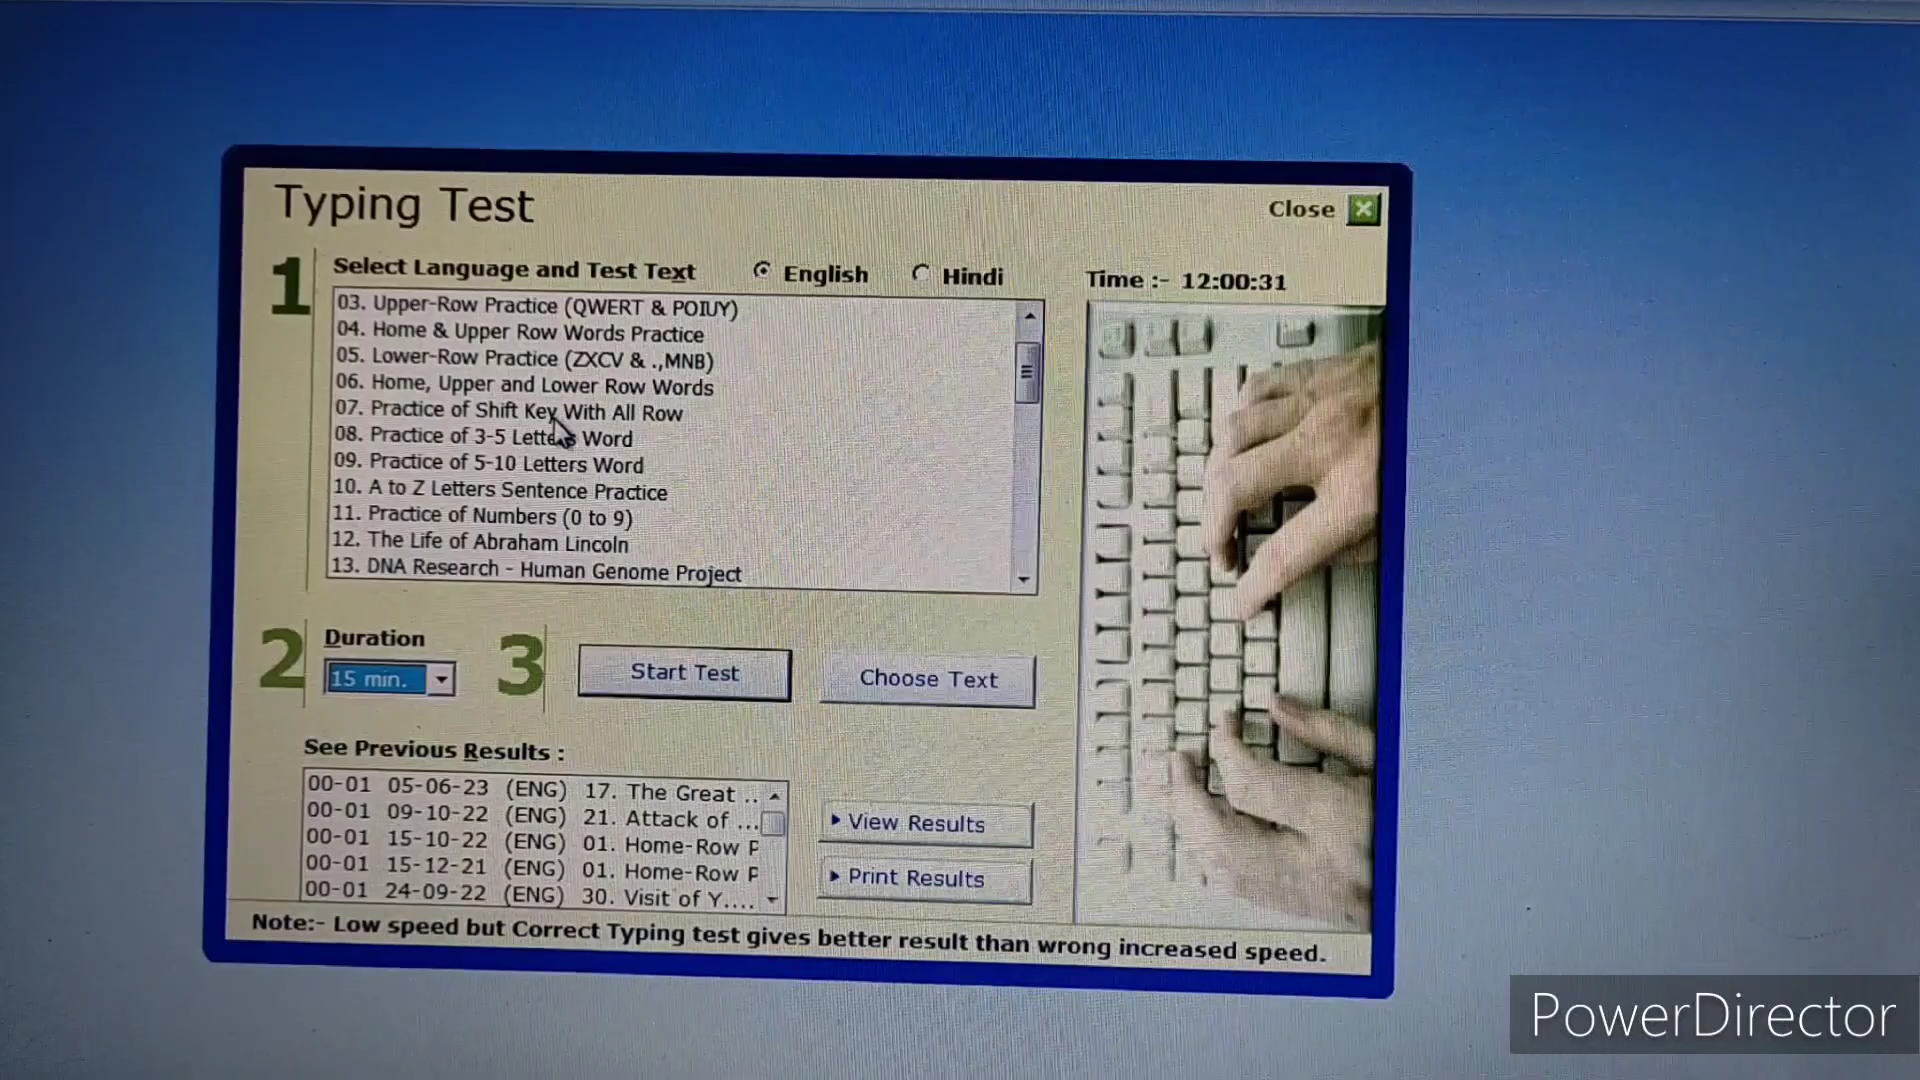 Typing Test
Close
1
Select Language and Test Text
English
Hindi
Time :- 12:00:31
03. Upper-Row Practice (QWERT & POIUY)
04. Home & Upper Row Words Practice
05. Lower-Row Practice (ZXCV & .,MNB)
06. Home, Upper and Lower Row Words
07. Practice of Shift Key With All Row
08. Practice of 3-5 Letters Word
09. Practice of 5-10 Letters Word
10. A to Z Letters Sentence Practice
11. Practice of Numbers (0 to 9)
12. The Life of Abraham Lincoln
13. DNA Research - Human Genome Project
2
Duration
15 min.
3
Start Test
Choose Text
See Previous Results :
00-01 05-06-23 (ENG) 17. The Great ..
00-01 09-10-22 (ENG) 21. Attack of ...
00-01 15-10-22 (ENG) 01. Home-Row P
00-01 15-12-21 (ENG) 01. Home-Row P
00-01 24-09-22 (ENG) 30. Visit of Y....
View Results
Print Results
Note:- Low speed but Correct Typing test gives better result than wrong increased speed.
PowerDirector